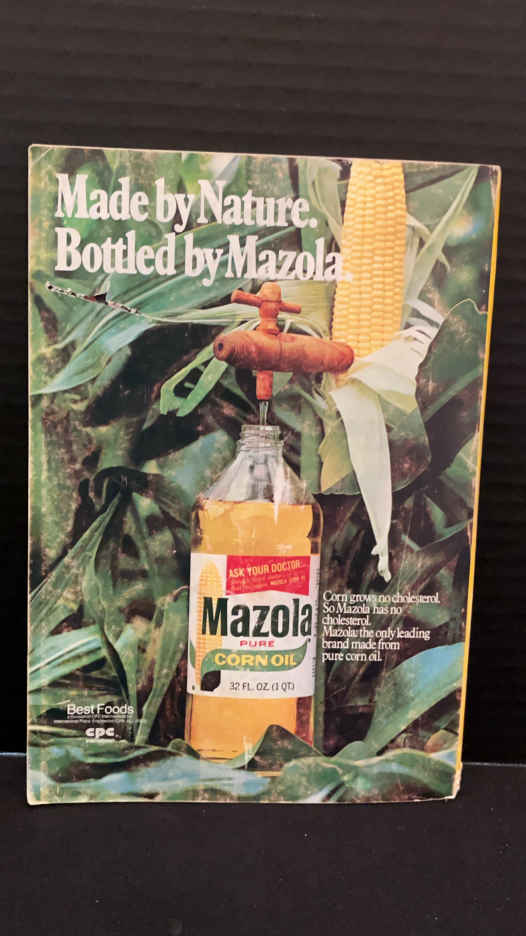 Made by Nature.
Bottled by Mazola.
ASK YOUR DOCTOR...
Mazola
PURE
CORN OIL
32 FL. OZ. (1 QT)
Corn grows no cholesterol.
So Mazola has no
cholesterol.
Mazola: the only leading
brand made from
pure corn oil.
Best Foods
CPC